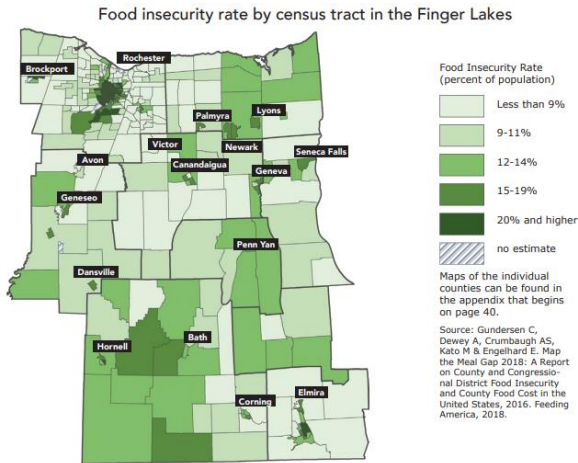 Food insecurity rate by census tract in the Finger Lakes
Brockport
Rochester
Palmyra
Lyons
Avon
Victor
Newark
Canandaigua
Seneca Falls
Geneva
Geneseo
Penn Yan
Dansville
Hornell
Bath
Corning
Elmira
Food Insecurity Rate
(percent of population)
Less than 9%
9-11%
12-14%
15-19%
20% and higher
no estimate
Maps of the individual
counties can be found
in the appendix that begins
on page 40.
Source: Gundersen C,
Dewey A, Crumbaugh AS,
Kato M & Engelhard E. Map
the Meal Gap 2018: A Report
on County and Congressio-
nal District Food Insecurity
and County Food Cost in the
United States, 2016. Feeding
America, 2018.